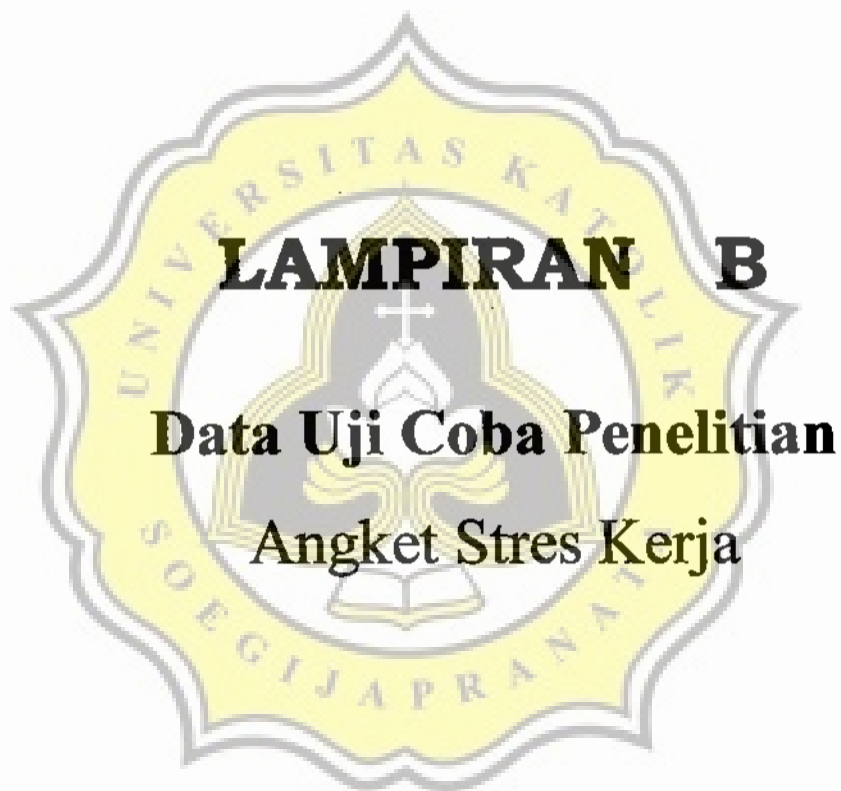 UNIVERSITAS KATOLIK
LAMPIRAN B
Data Uji Coba Penelitian
Angket Stres Kerja
SOEGIJAPRANATA